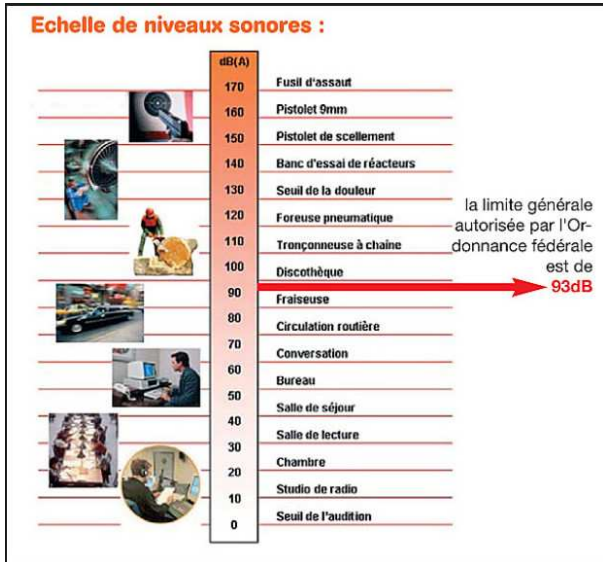 Echelle de niveaux sonores :
dB(A)
170 Fusil d'assaut
160 Pistolet 9mm
150 Pistolet de scellement
140 Banc d'essai de réacteurs
130 Seuil de la douleur
120 Foreuse pneumatique
110 Tronçonneuse à chaîne
100 Discothèque
90 Fraiseuse
80 Circulation routière
70 Conversation
60 Bureau
50 Salle de séjour
40 Salle de lecture
30 Chambre
20 Studio de radio
10 Seuil de l'audition
0
la limite générale
autorisée par l'Or-
donnance fédérale
est de
93dB